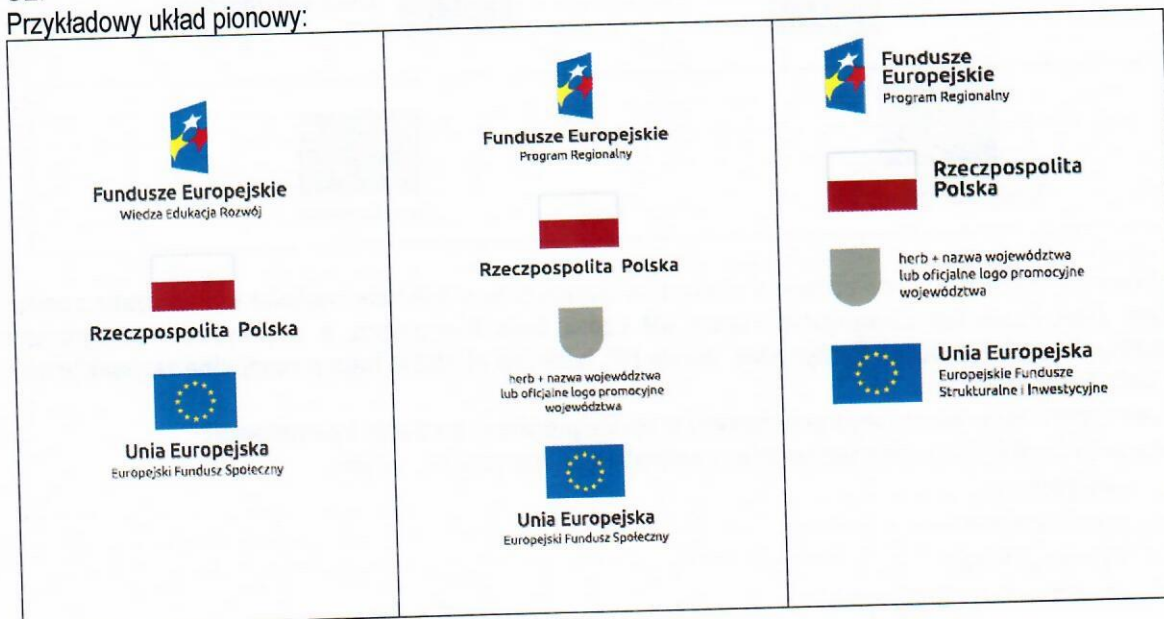 Przykładowy układ pionowy:
Fundusze Europejskie
Wiedza Edukacja Rozwój
Rzeczpospolita Polska
Unia Europejska
Europejski Fundusz Społeczny
Fundusze Europejskie
Program Regionalny
Rzeczpospolita Polska
herb + nazwa województwa
lub oficjalne logo promocyjne
województwa
Unia Europejska
Europejski Fundusz Społeczny
Fundusze
Europejskie
Program Regionalny
Rzeczpospolita
Polska
herb + nazwa województwa
lub oficjalne logo promocyjne
województwa
Unia Europejska
Europejskie Fundusze
Strukturalne i Inwestycyjne